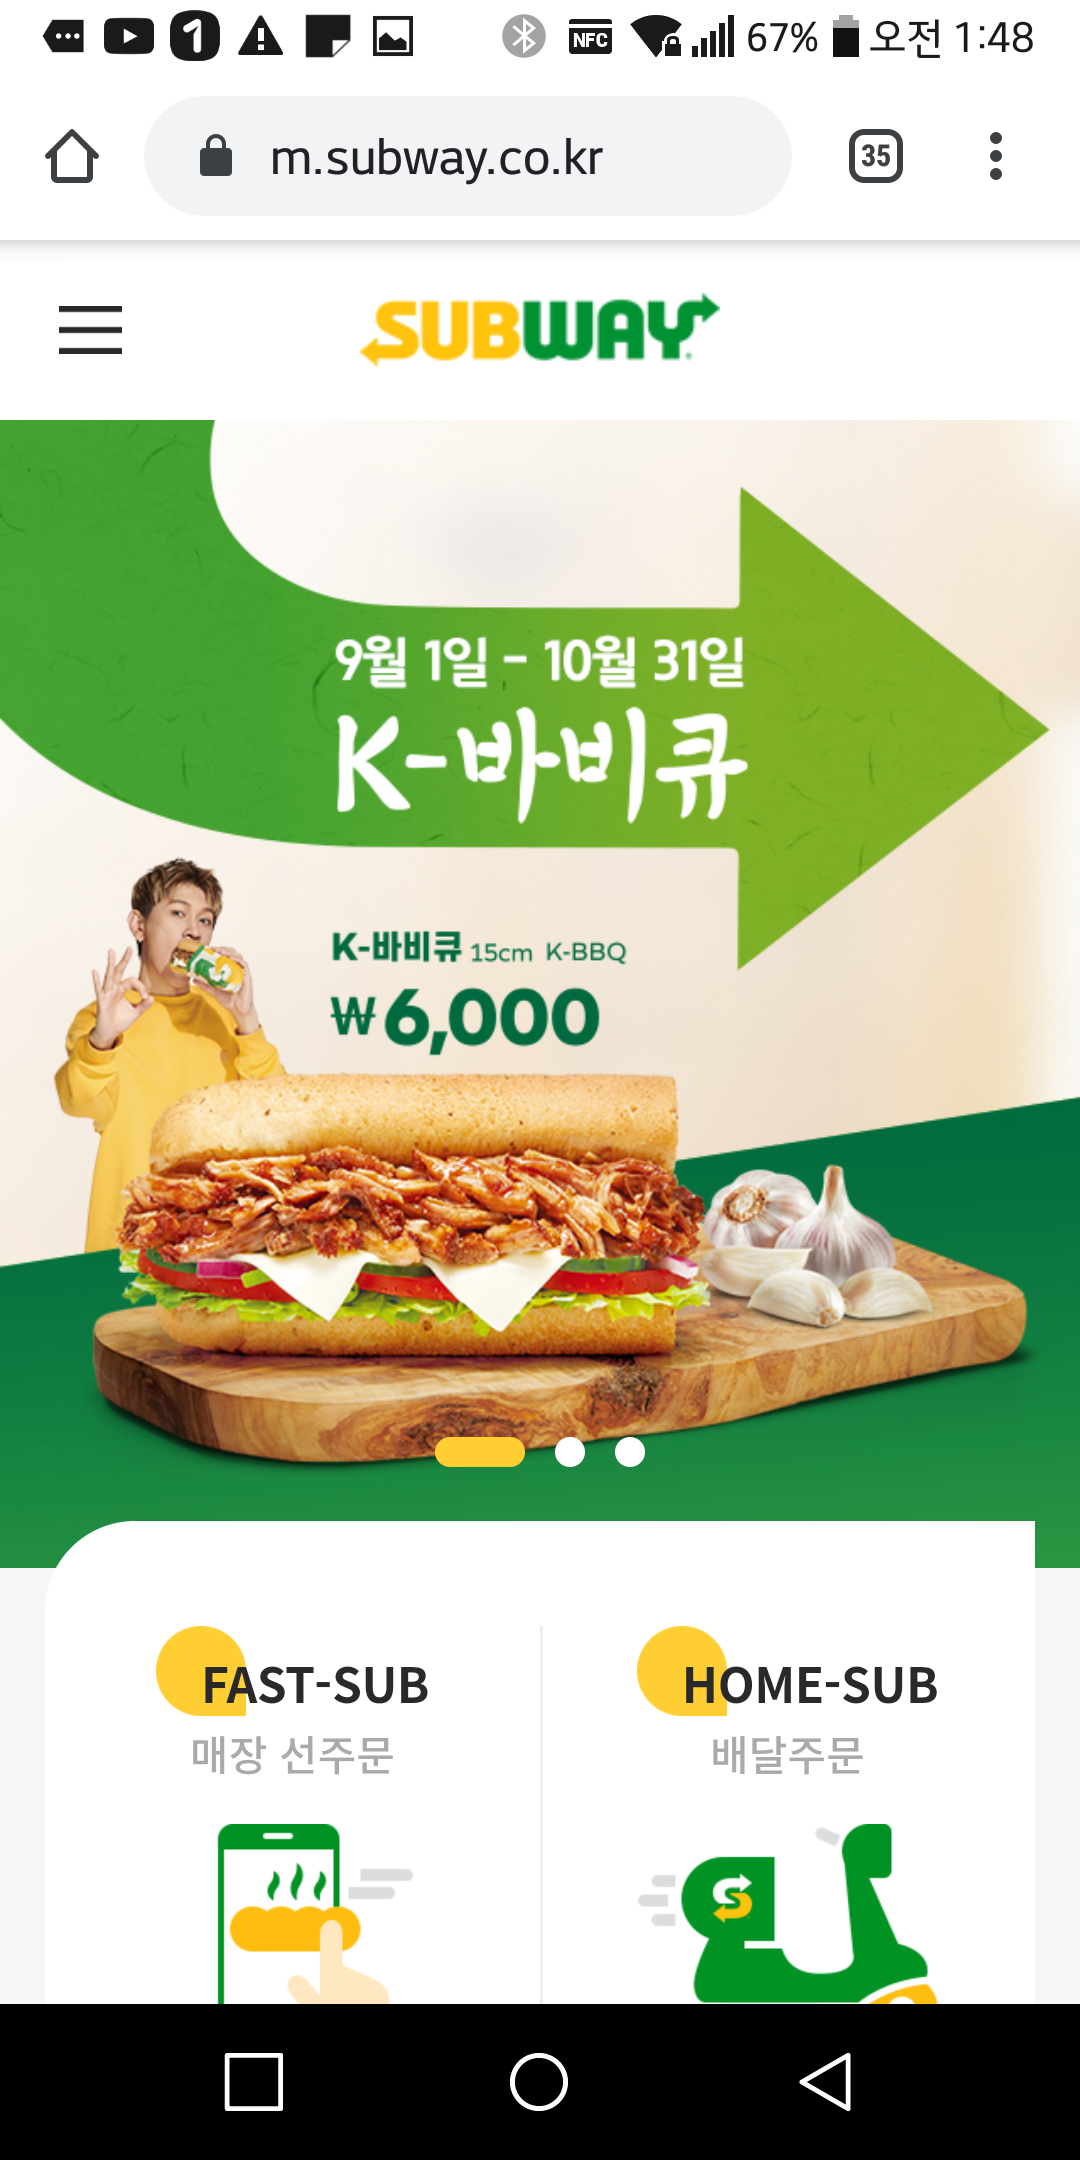 NFC 67% 오전 1:48
m.subway.co.kr
35
SUBWAY
9월 1일 - 10월 31일
K-바비큐
K-바비큐 15cm K-BBQ
₩6,000
FAST-SUB
HOME-SUB
매장 선주문
배달주문